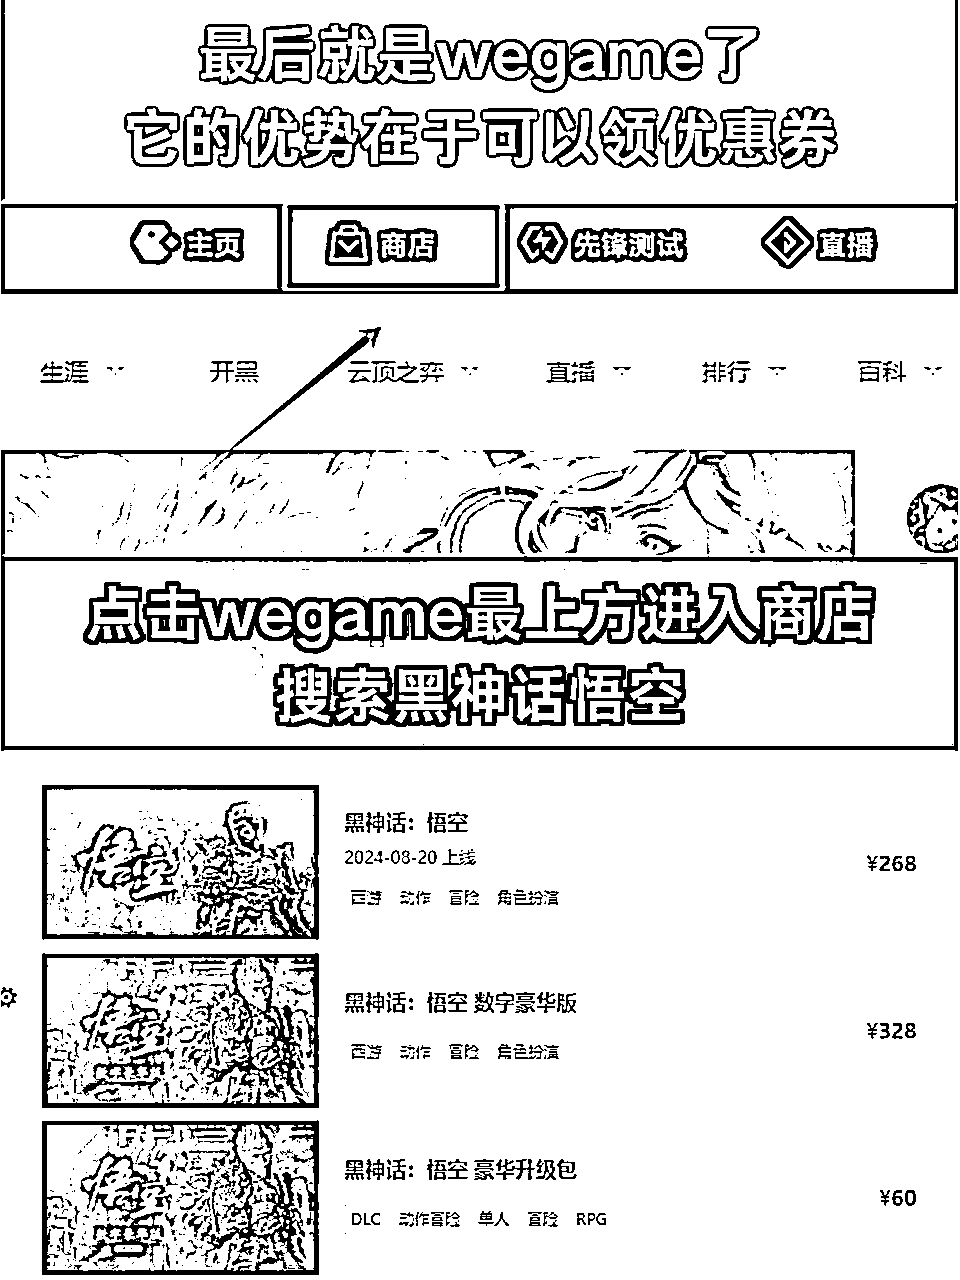 最后就是wegame了
它的优势在于可以领优惠券
主页 商店 先锋测试 直播
生涯 开黑 云顶之弈 直播 排行 百科
点击wegame最上方进入商店
搜索黑神话悟空
悟空
黑神话：悟空
2024-08-20 上线
¥268
西游 动作 冒险 角色扮演
悟空
黑神话：悟空 数字豪华版
¥328
西游 动作 冒险 角色扮演
悟空
黑神话：悟空 豪华升级包
¥60
DLC 动作冒险 单人 冒险 RPG